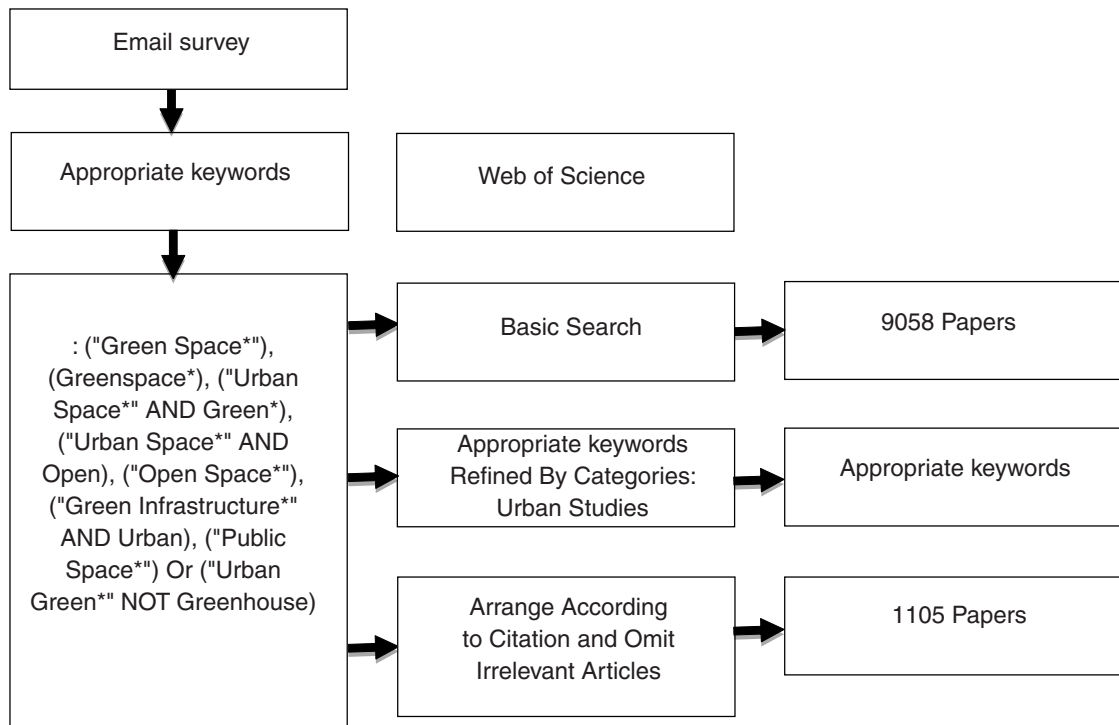 Email survey
Appropriate keywords
Web of Science
: ("Green Space*"),
(Greenspace*), ("Urban
Space*" AND Green*),
("Urban Space*" AND
Open), ("Open Space*"),
("Green Infrastructure*"
AND Urban), ("Public
Space*") Or ("Urban
Green*" NOT Greenhouse)
Basic Search
9058 Papers
Appropriate keywords
Refined By Categories:
Urban Studies
Appropriate keywords
Arrange According
to Citation and Omit
Irrelevant Articles
1105 Papers